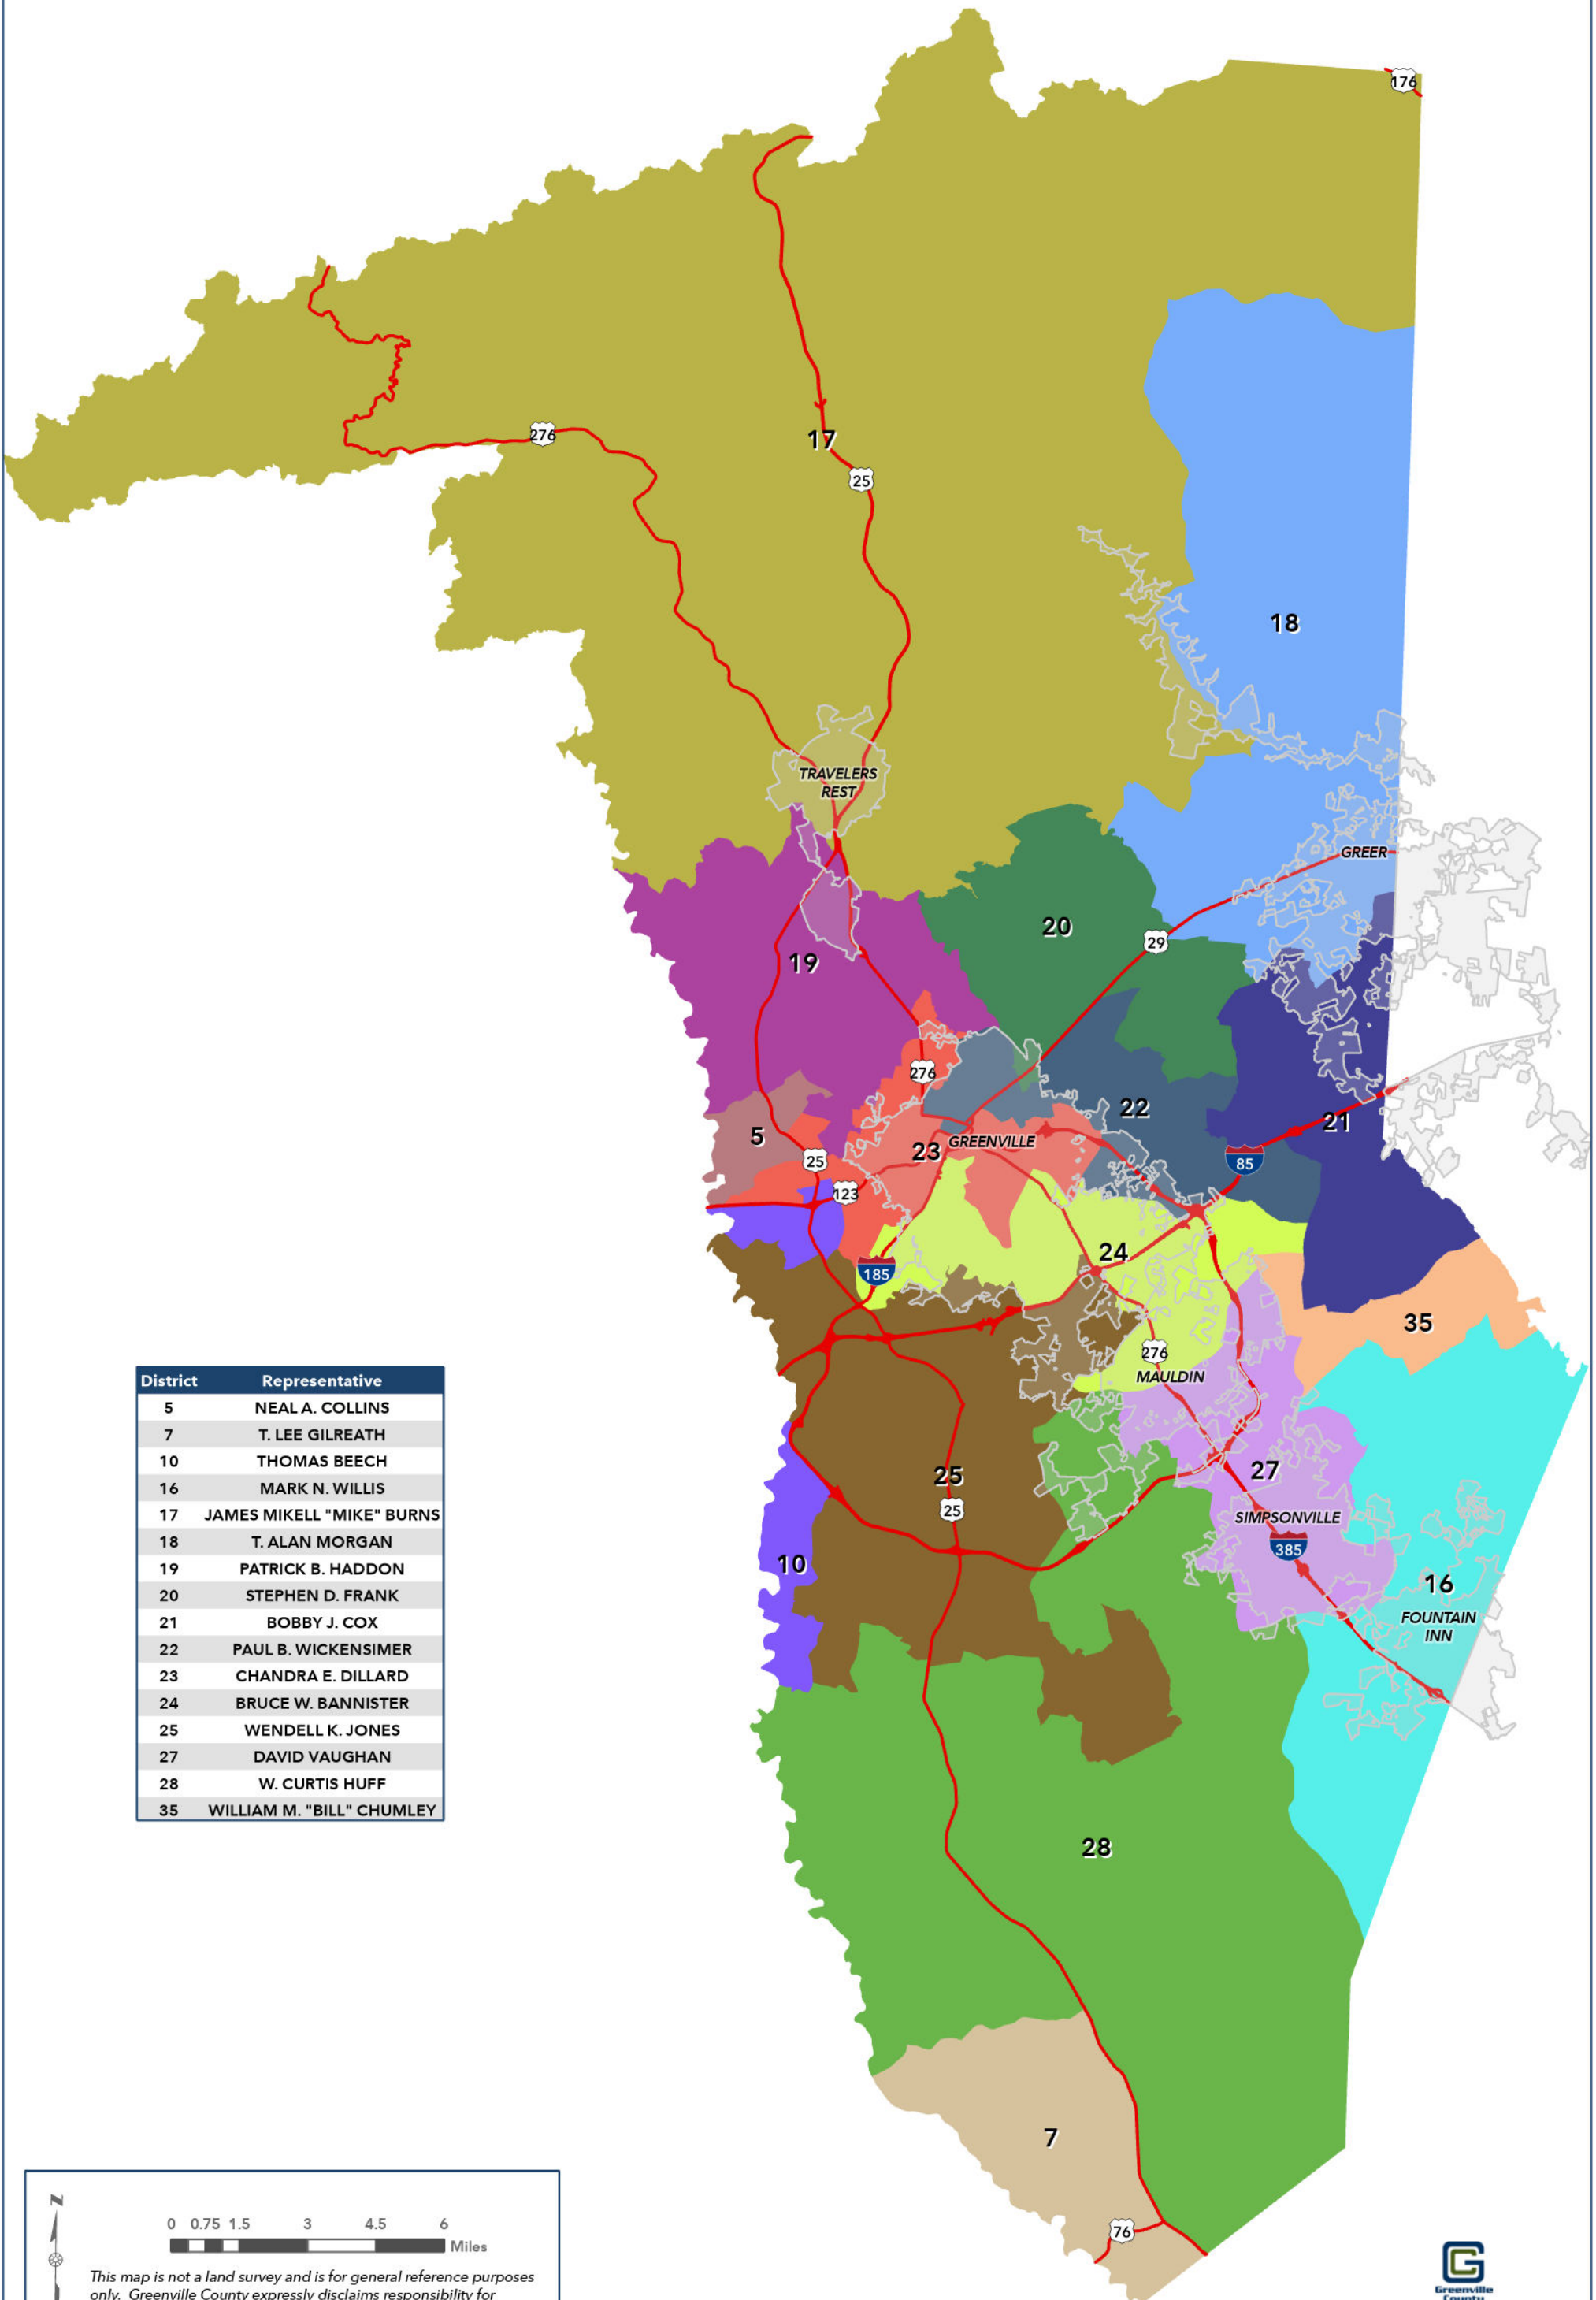 176
276
17
25
18
TRAVELERS
REST
GREER
20
29
19
276
22
5
23
GREENVILLE
21
25
85
123
24
185
35
276
MAULDIN
District Representative
5 NEAL A. COLLINS
7 T. LEE GILREATH
10 THOMAS BEECH
16 MARK N. WILLIS
17 JAMES MIKELL "MIKE" BURNS
18 T. ALAN MORGAN
19 PATRICK B. HADDON
20 STEPHEN D. FRANK
21 BOBBY J. COX
22 PAUL B. WICKENSIMER
23 CHANDRA E. DILLARD
24 BRUCE W. BANNISTER
25 WENDELL K. JONES
27 DAVID VAUGHAN
28 W. CURTIS HUFF
35 WILLIAM M. "BILL" CHUMLEY
25
27
25
SIMPSONVILLE
385
10
16
FOUNTAIN
INN
28
7
76
N
0 0.75 1.5 3 4.5 6
Miles
This map is not a land survey and is for general reference purposes
only. Greenville County expressly disclaims responsibility for
Greenville
County